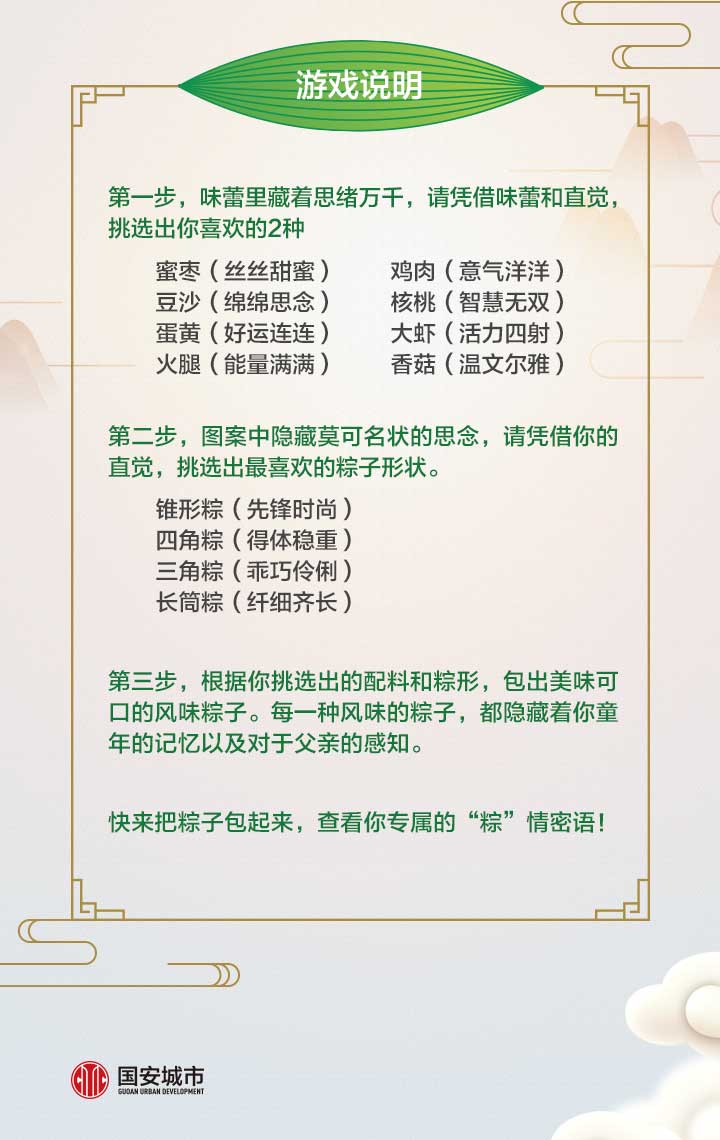 游戏说明
第一步，味蕾里藏着思绪万千，请凭借味蕾和直觉，
挑选出你喜欢的2种
蜜枣（丝丝甜蜜） 鸡肉（意气洋洋）
豆沙（绵绵思念） 核桃（智慧无双）
蛋黄（好运连连） 大虾（活力四射）
火腿（能量满满） 香菇（温文尔雅）
第二步，图案中隐藏莫可名状的思念，请凭借你的
直觉，挑选出最喜欢的粽子形状。
锥形粽（先锋时尚）
四角粽（得体稳重）
三角粽（乖巧伶俐）
长筒粽（纤细齐长）
第三步，根据你挑选出的配料和粽形，包出美味可
口的风味粽子。每一种风味的粽子，都隐藏着你童
年的记忆以及对于父亲的感知。
快来把粽子包起来，查看你专属的“粽”情密语！
国安城市
GUOAN URBAN DEVELOPMENT